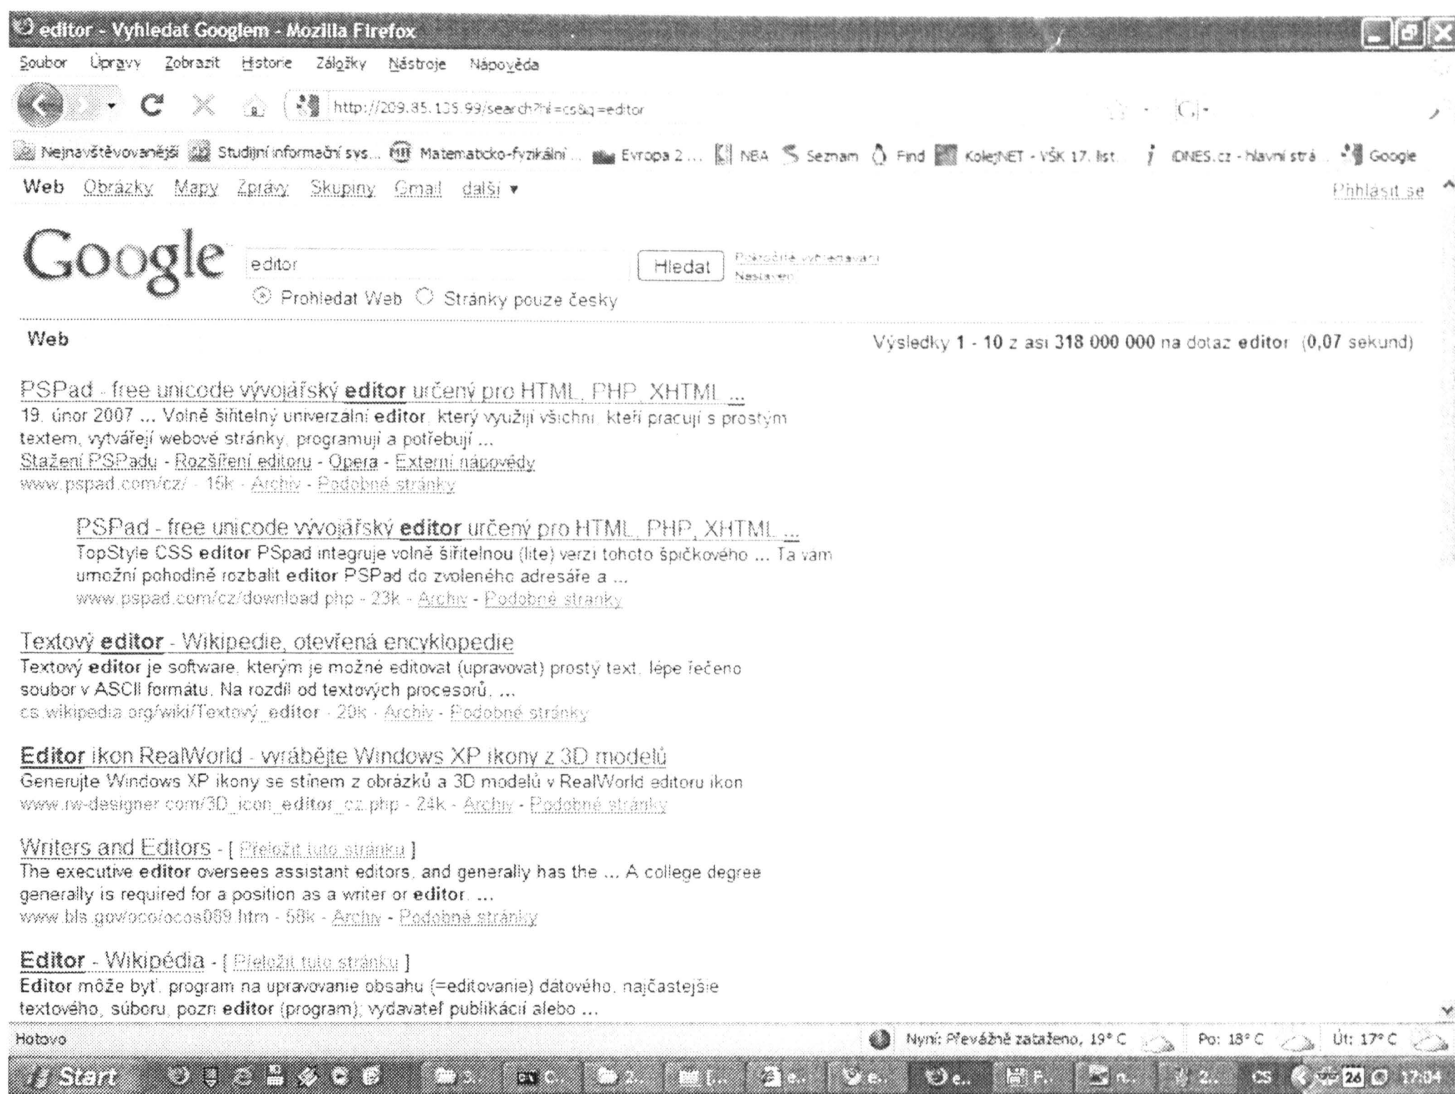 editor - Vyhledat Googlem - Mozilla Firefox
Soubor Úpravy Zobrazit Historie Záložky Nástroje Nápověda
http://209.85.135.99/search?hl=cs&q=editor
Nejnavštěvovanější Studijní informační sys... Matematicko-fyzikální ... Evropa 2 ... NBA Seznam Find KolejNET - VŠK 17. list... iDNES.cz - hlavní strá... Google
Web Obrázky Mapy Zprávy Skupiny Gmail další ▼ Přihlásit se
Google editor Hledat Pokročilé vyhledávání
Nastavení
Prohledat Web Stránky pouze česky
Web Výsledky 1 - 10 z asi 318 000 000 na dotaz editor (0,07 sekund)
PSPad - free unicode vývojářský editor určený pro HTML, PHP, XHTML ...
19. únor 2007 ... Volně šiřitelný univerzální editor, který využijí všichni, kteří pracují s prostým
textem, vytvářejí webové stránky, programují a potřebují ...
Stažení PSPadu - Rozšíření editoru - Opera - Externí nápovědy
www.pspad.com/cz/ - 15k - Archiv - Podobné stránky
PSPad - free unicode vývojářský editor určený pro HTML, PHP, XHTML ...
TopStyle CSS editor PSpad integruje volně šiřitelnou (lite) verzi tohoto špičkového ... Ta vám
umožní pohodlně rozbalit editor PSPad do zvoleného adresáře a ...
www.pspad.com/cz/download.php - 23k - Archiv - Podobné stránky
Textový editor - Wikipedie, otevřená encyklopedie
Textový editor je software, kterým je možné editovat (upravovat) prostý text, lépe řečeno
soubor v ASCII formátu. Na rozdíl od textových procesorů, ...
cs.wikipedia.org/wiki/Textový_editor - 20k - Archiv - Podobné stránky
Editor ikon RealWorld - vyrábějte Windows XP ikony z 3D modelů
Generujte Windows XP ikony se stínem z obrázků a 3D modelů v RealWorld editoru ikon
www.rw-designer.com/3D_icon_editor_cz.php - 24k - Archiv - Podobné stránky
Writers and Editors - [ Přeložit tuto stránku ]
The executive editor oversees assistant editors, and generally has the ... A college degree
generally is required for a position as a writer or editor. ...
www.bls.gov/oco/ocos089.htm - 58k - Archiv - Podobné stránky
Editor - Wikipédia - [ Přeložit tuto stránku ]
Editor môže byť: program na upravovanie obsahu (=editovanie) dátového, najčastejšie
textového, súboru, pozri editor (program); vydavateľ publikácií alebo ...
Hotovo Nyní: Převážně zataženo, 19° C Po: 18° C Út: 17° C
Start 3.. C.. 2.. [.. e.. e.. e.. F.. n.. 2.. CS 26 17:04